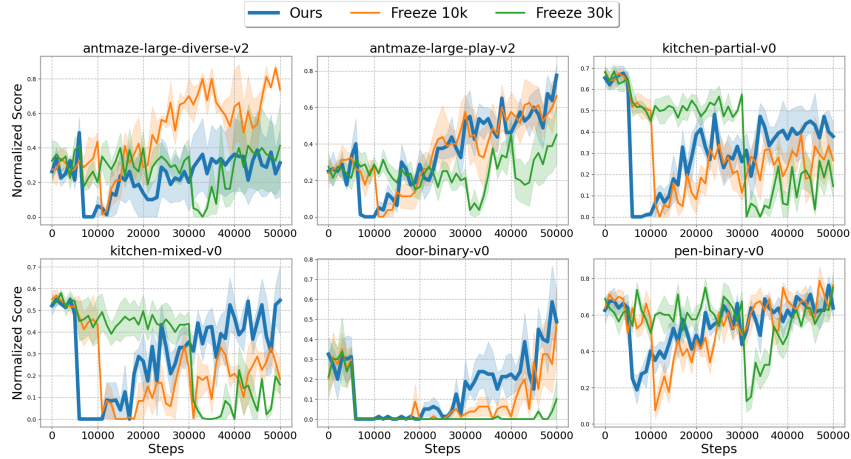 Ours Freeze 10k Freeze 30k
antmaze-large-diverse-v2 antmaze-large-play-v2 kitchen-partial-v0
Normalized Score
0.8
0.6
0.4
0.2
0.0
0 10000 20000 30000 40000 50000
0.8
0.6
0.4
0.2
0.0
0 10000 20000 30000 40000 50000
0.7
0.6
0.5
0.4
0.3
0.2
0.1
0.0
0 10000 20000 30000 40000 50000
kitchen-mixed-v0 door-binary-v0 pen-binary-v0
Normalized Score
0.7
0.6
0.5
0.4
0.3
0.2
0.1
0.0
0 10000 20000 30000 40000 50000
Steps
0.8
0.7
0.6
0.5
0.4
0.3
0.2
0.1
0.0
0 10000 20000 30000 40000 50000
Steps
0.8
0.6
0.4
0.2
0.0
0 10000 20000 30000 40000 50000
Steps